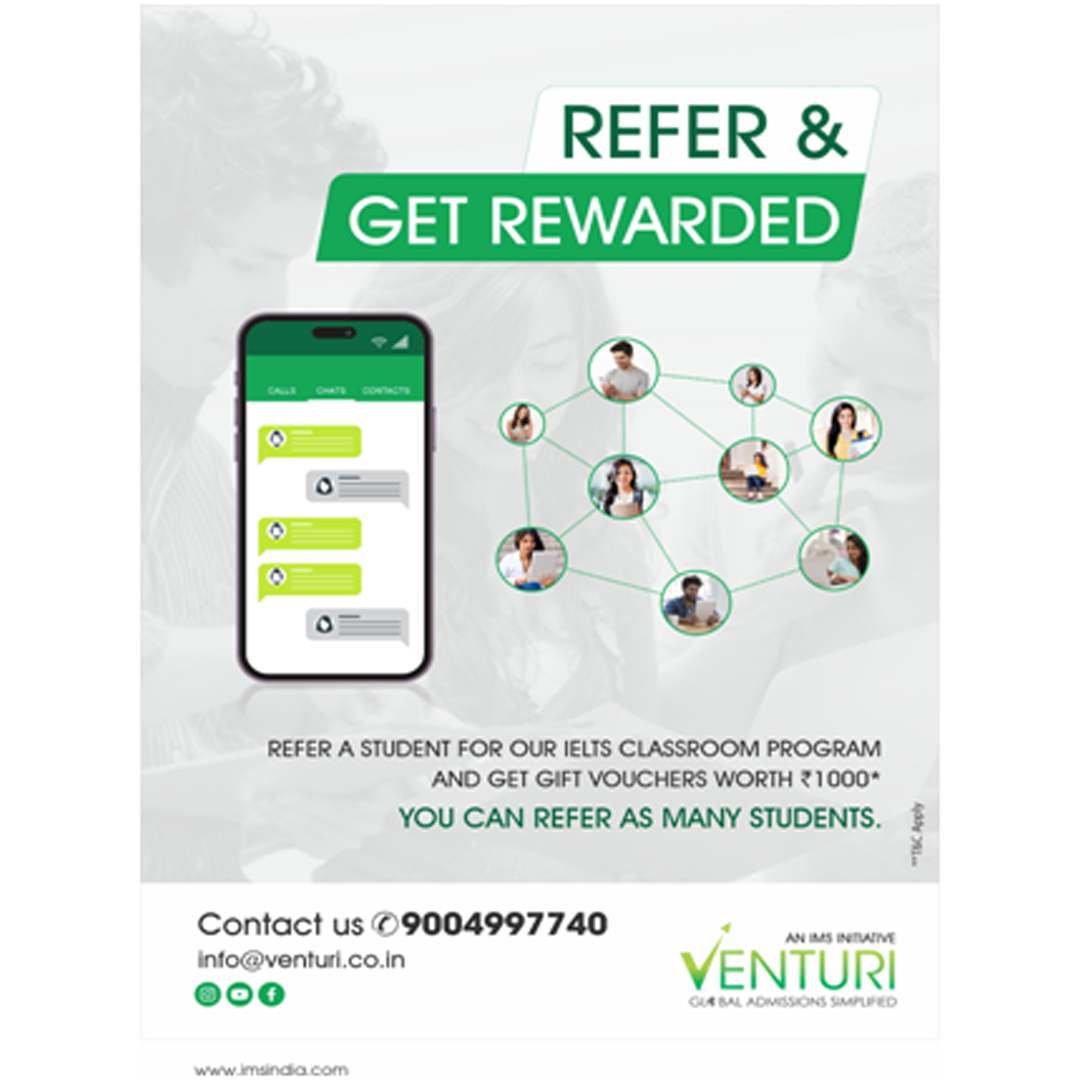 REFER &
GET REWARDED
CALLS CHATS CONTACTS
REFER A STUDENT FOR OUR IELTS CLASSROOM PROGRAM
AND GET GIFT VOUCHERS WORTH ₹1000*
YOU CAN REFER AS MANY STUDENTS.
**T&C Apply
Contact us ✆9004997740
info@venturi.co.in
AN IMS INITIATIVE
VENTURI
GLOBAL ADMISSIONS SIMPLIFIED
www.imsindia.com